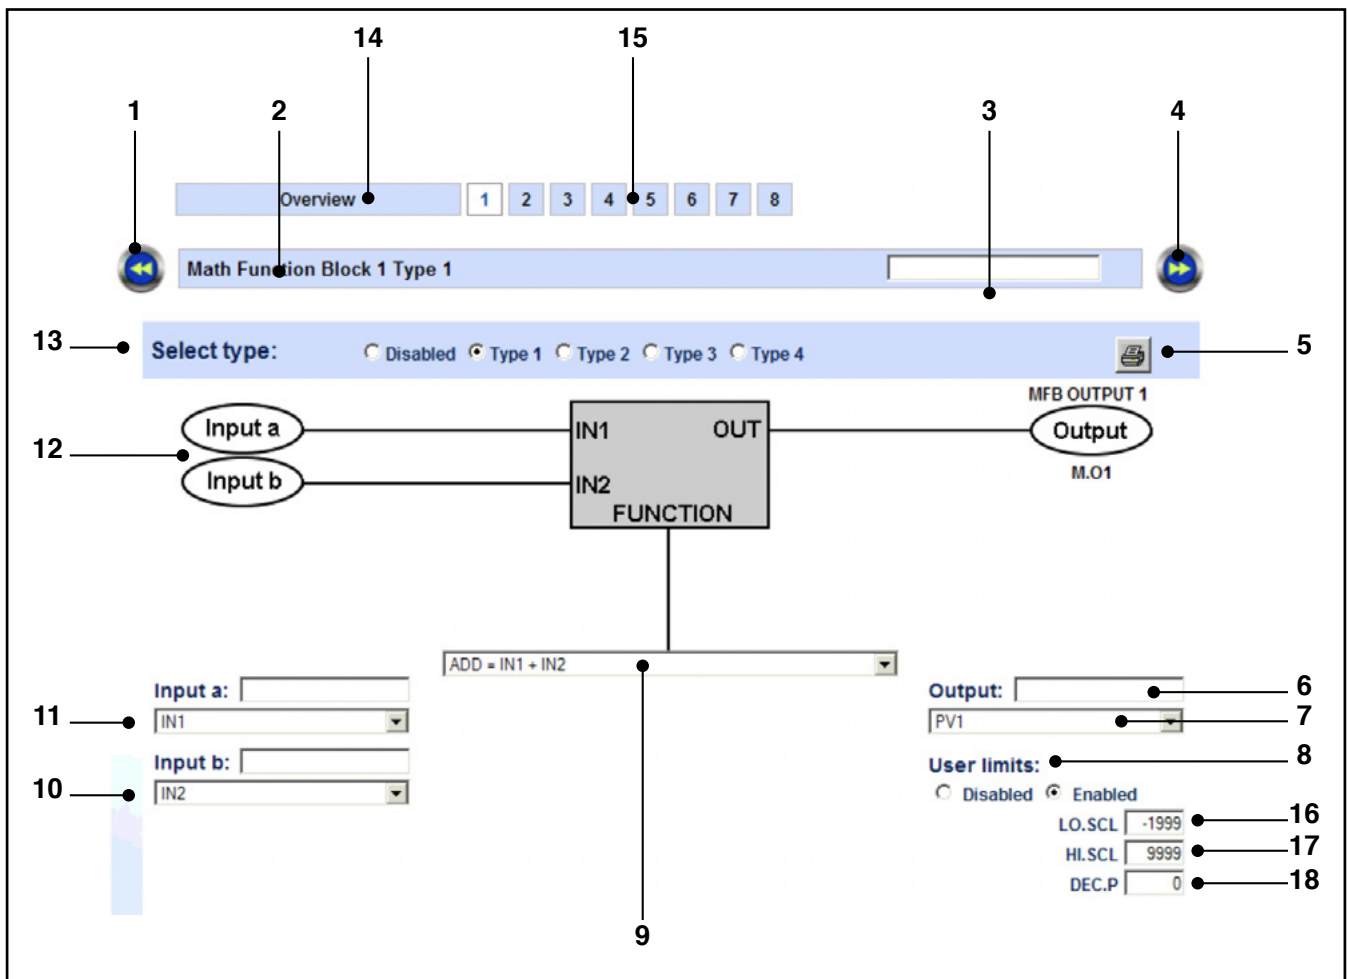 14 15
1 2 3 4
Overview 1 2 3 4 5 6 7 8
Math Function Block 1 Type 1
13 Select type: Disabled Type 1 Type 2 Type 3 Type 4 5
MFB OUTPUT 1
Input a IN1 OUT Output
12
Input b IN2 M.O1
FUNCTION
ADD = IN1 + IN2
Input a: Output: 6
11 IN1 PV1 7
Input b: User limits: 8
10 IN2 Disabled Enabled
LO.SCL -1999 16
HI.SCL 9999 17
DEC.P 0 18
9